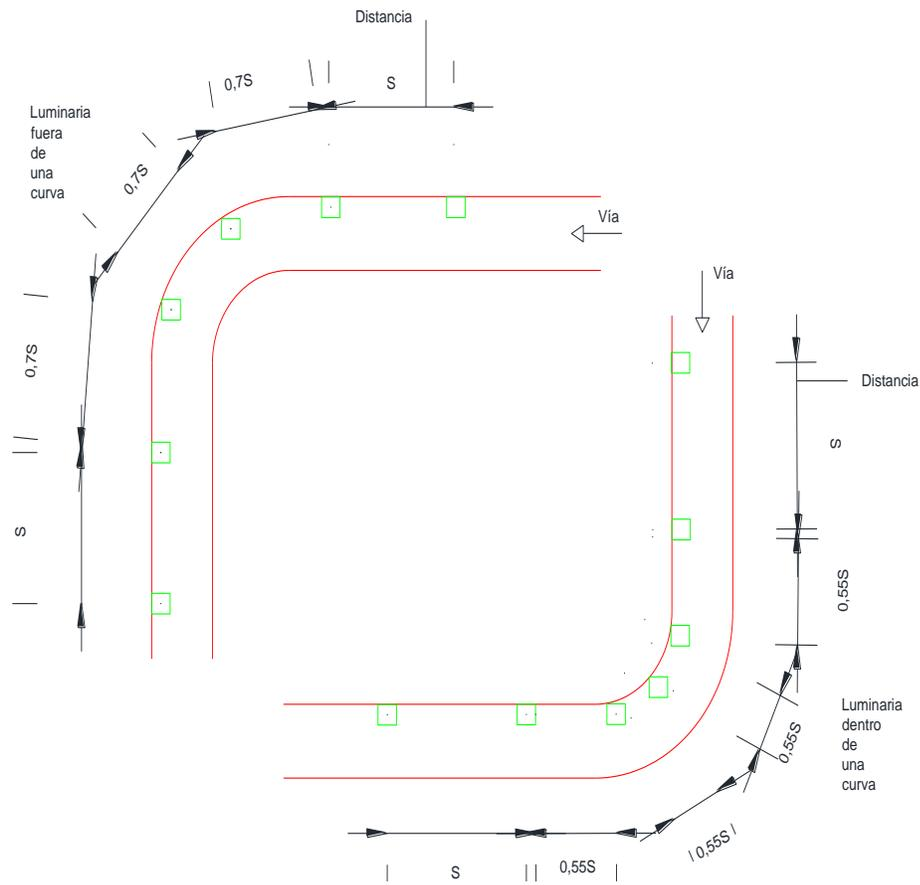 Distancia
0,7S
S
Luminaria
fuera
de
una
curva
0,7S
Vía
Vía
0,7S
Distancia
S
S
0,55S
Luminaria
dentro
de
una
curva
0,55S
0,55S
S
0,55S